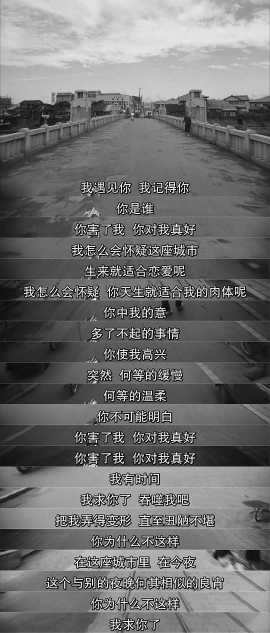 我遇见你 我记得你
你是谁
你害了我 你对我真好
我怎么会怀疑这座城市
生来就适合恋爱呢
我怎么会怀疑 你天生就适合我的肉体呢
你中我的意
多了不起的事情
你使我高兴
突然 何等的缓慢
何等的温柔
你不可能明白
你害了我 你对我真好
你害了我 你对我真好
我有时间
我求你了 吞噬我吧
把我弄得变形 直至丑陋不堪
你为什么不这样
在这座城市里 在今夜
这个与别的夜晚何其相似的良宵
你为什么不这样
我求你了